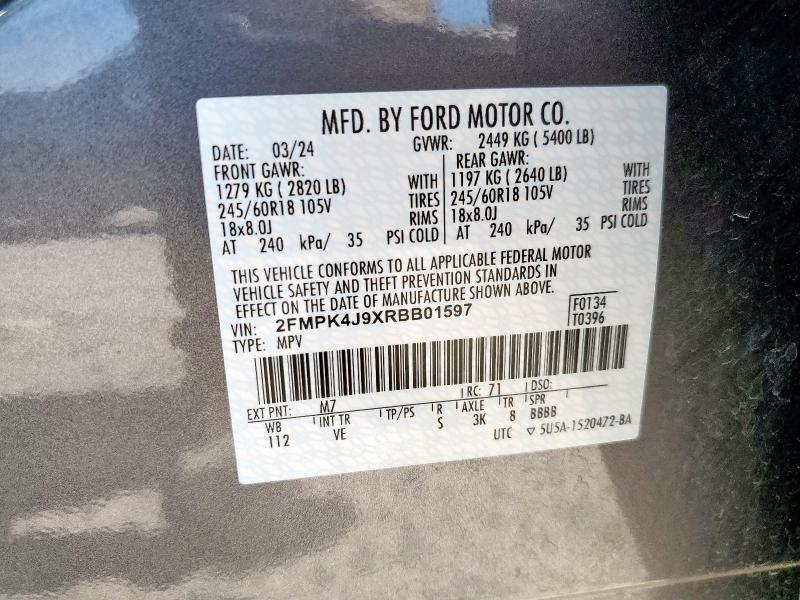 MFD. BY FORD MOTOR CO.
DATE: 03/24 GVWR: 2449 KG ( 5400 LB)
FRONT GAWR: REAR GAWR:
1279 KG ( 2820 LB) WITH 1197 KG ( 2640 LB) WITH
245/60R18 105V TIRES 245/60R18 105V TIRES
18x8.0J RIMS 18x8.0J RIMS
AT 240 kPa/ 35 PSI COLD AT 240 kPa/ 35 PSI COLD
THIS VEHICLE CONFORMS TO ALL APPLICABLE FEDERAL MOTOR
VEHICLE SAFETY AND THEFT PREVENTION STANDARDS IN
EFFECT ON THE DATE OF MANUFACTURE SHOWN ABOVE.
VIN: 2FMPK4J9XRBB01597 F0134
TYPE: MPV T0396
EXT PNT: M7 RC: 71 DSO:
WB INT TR TP/PS R AXLE TR SPR
112 VE S 3K 8 BBBB
UTC ▽ 5U5A-1520472-BA